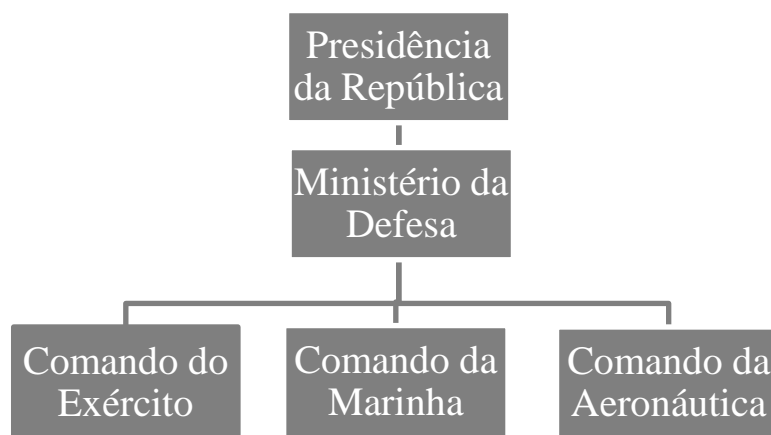 Presidência
da República
Ministério da
Defesa
Comando do
Exército
Comando da
Marinha
Comando da
Aeronáutica